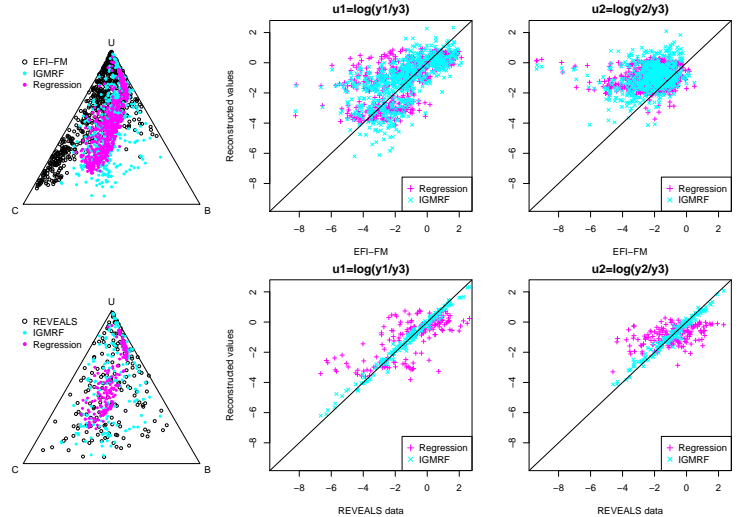 U
EFI−FM
IGMRF
Regression
C
B
u1=log(y1/y3)
Reconstructed values
2
0
−2
−4
−6
−8
Regression
IGMRF
−8 −6 −4 −2 0 2
EFI−FM
u2=log(y2/y3)
2
0
−2
−4
−6
−8
Regression
IGMRF
−8 −6 −4 −2 0 2
EFI−FM
U
REVEALS
IGMRF
Regression
C
B
u1=log(y1/y3)
Reconstructed values
2
0
−2
−4
−6
−8
Regression
IGMRF
−8 −6 −4 −2 0 2
REVEALS data
u2=log(y2/y3)
2
0
−2
−4
−6
−8
Regression
IGMRF
−8 −6 −4 −2 0 2
REVEALS data